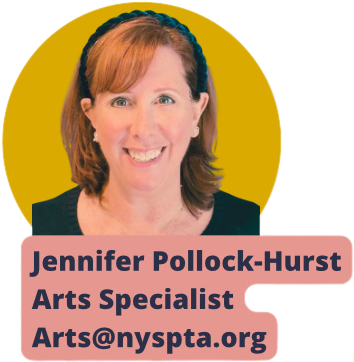 Jennifer Pollock-Hurst
Arts Specialist
Arts@nyspta.org